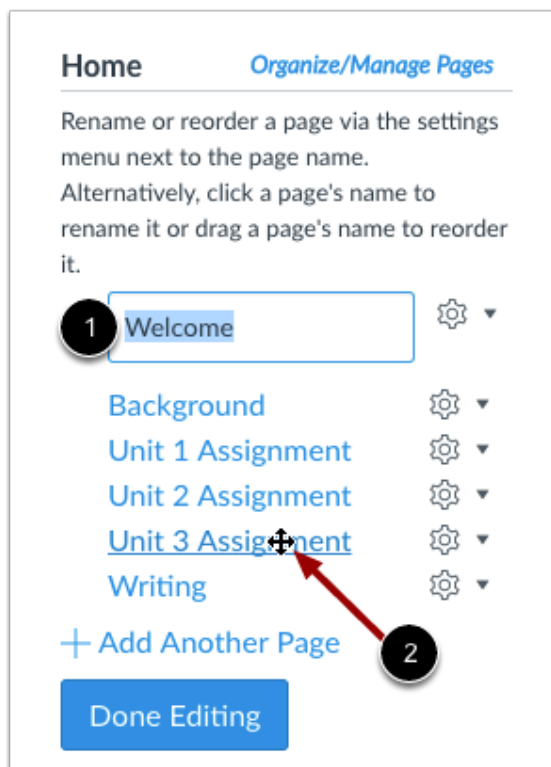 Home Organize/Manage Pages
Rename or reorder a page via the settings
menu next to the page name.
Alternatively, click a page's name to
rename it or drag a page's name to reorder
it.
1 Welcome
Background
Unit 1 Assignment
Unit 2 Assignment
Unit 3 Assignment
Writing
Add Another Page
2
Done Editing